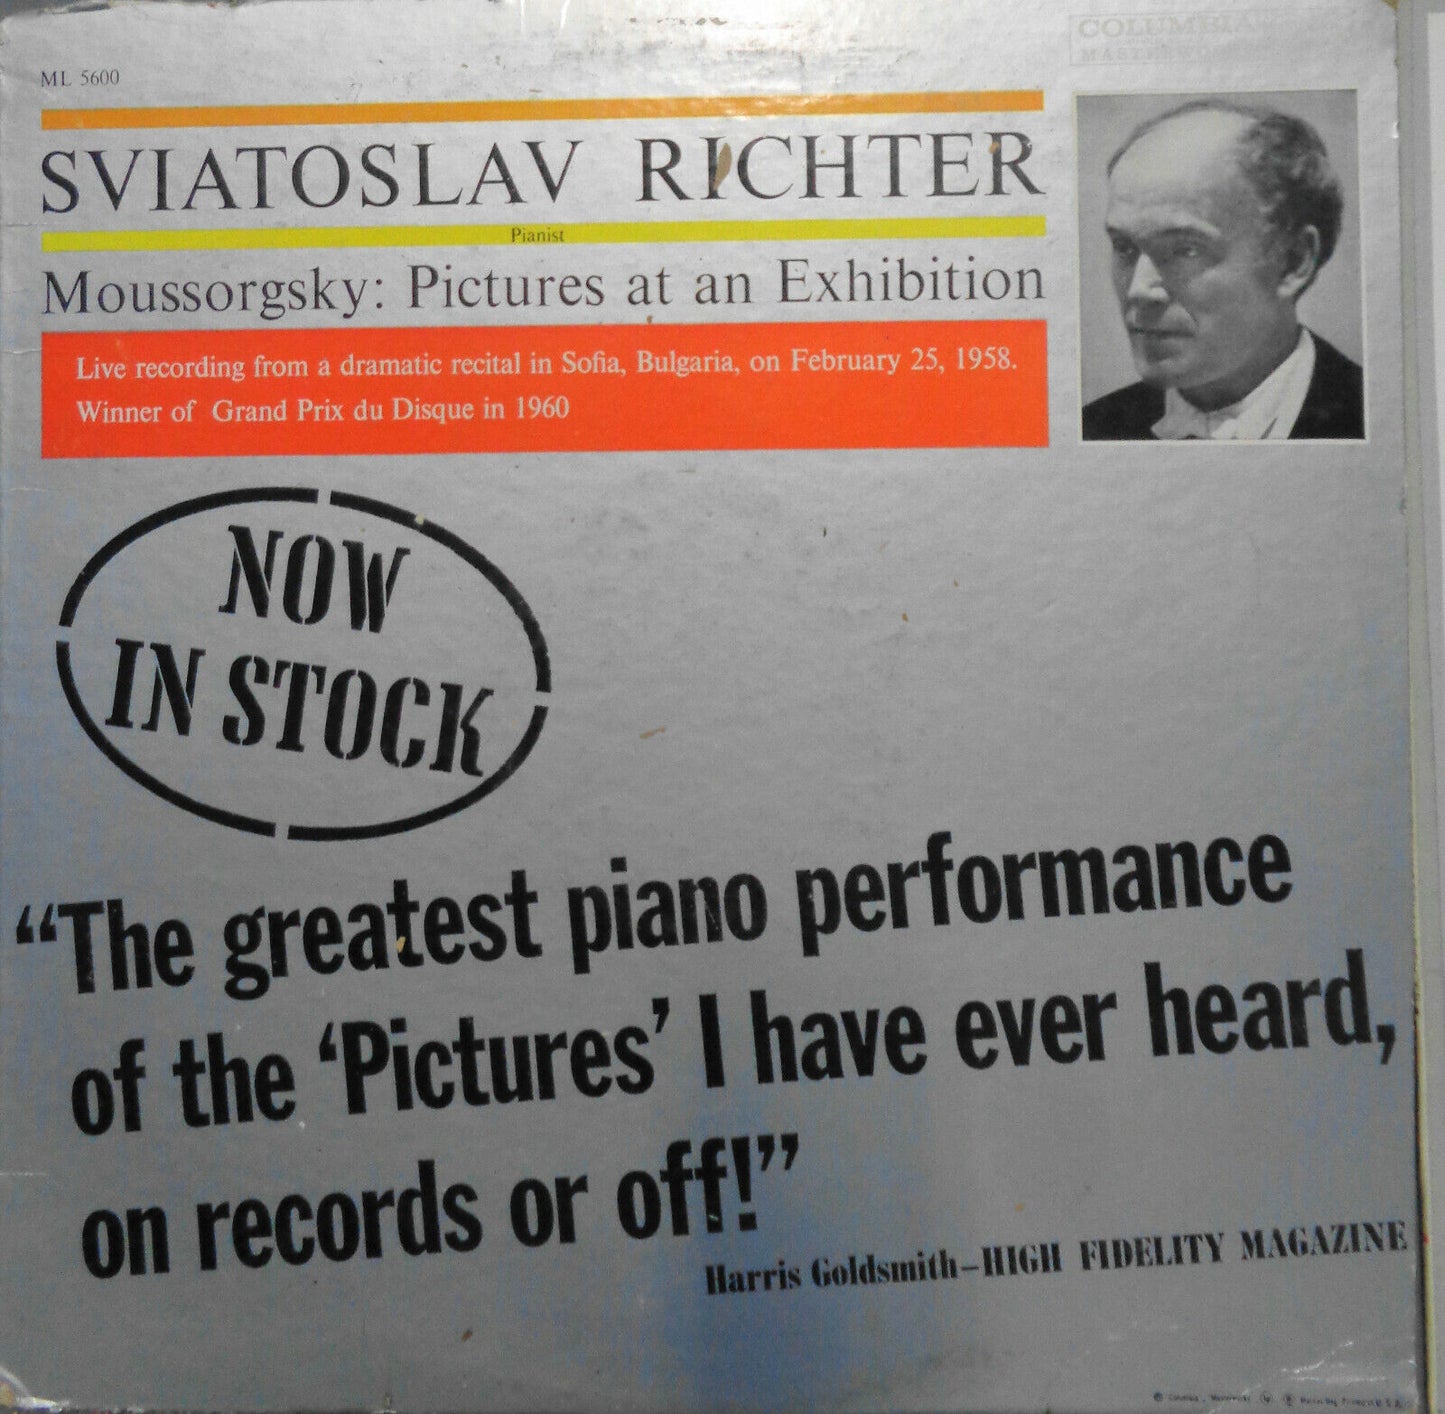 COLUMBIA
ML 5600
SVIATOSLAV RICHTER
Pianist
Moussorgsky: Pictures at an Exhibition
Live recording from a dramatic recital in Sofia, Bulgaria, on February 25, 1958.
Winner of Grand Prix du Disque in 1960
NOW
IN STOCK
“The greatest piano performance
of the ‘Pictures’ I have ever heard,
on records or off!”
Harris Goldsmith–HIGH FIDELITY MAGAZINE